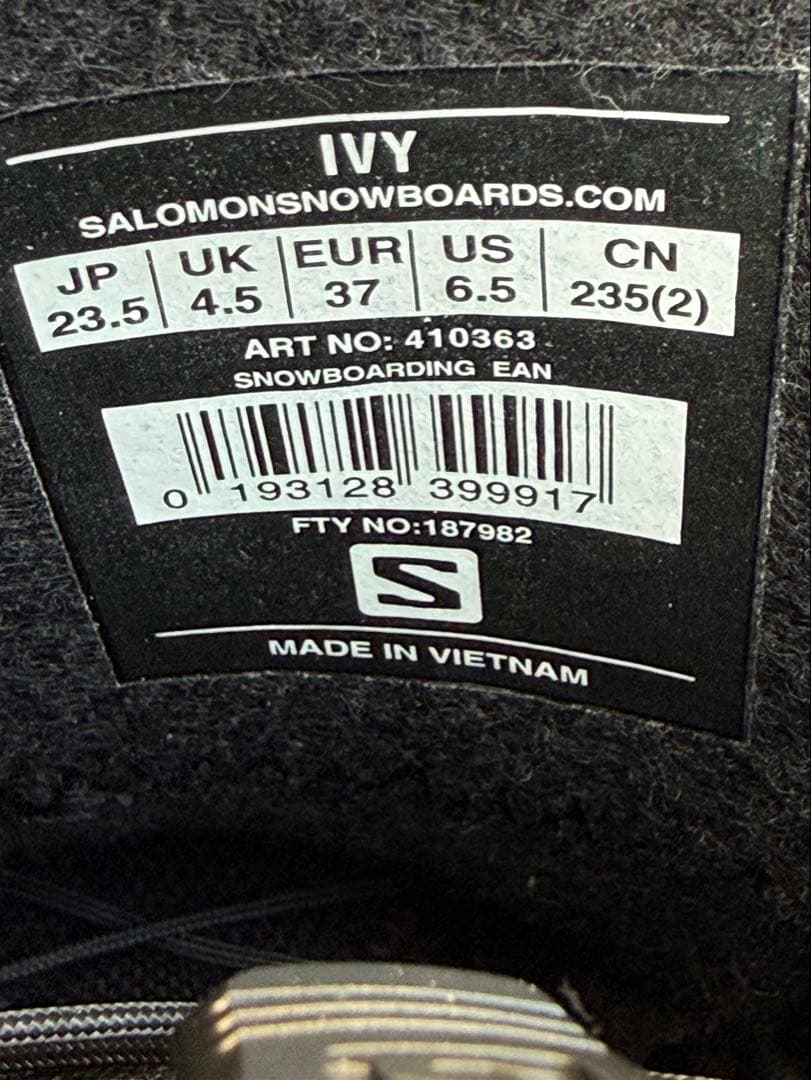 IVY
SALOMONSNOWBOARDS.COM
JP UK EUR US CN
23.5 4.5 37 6.5 235(2)
ART NO: 410363
SNOWBOARDING EAN
0 193128 399917
FTY NO:187982
S
MADE IN VIETNAM